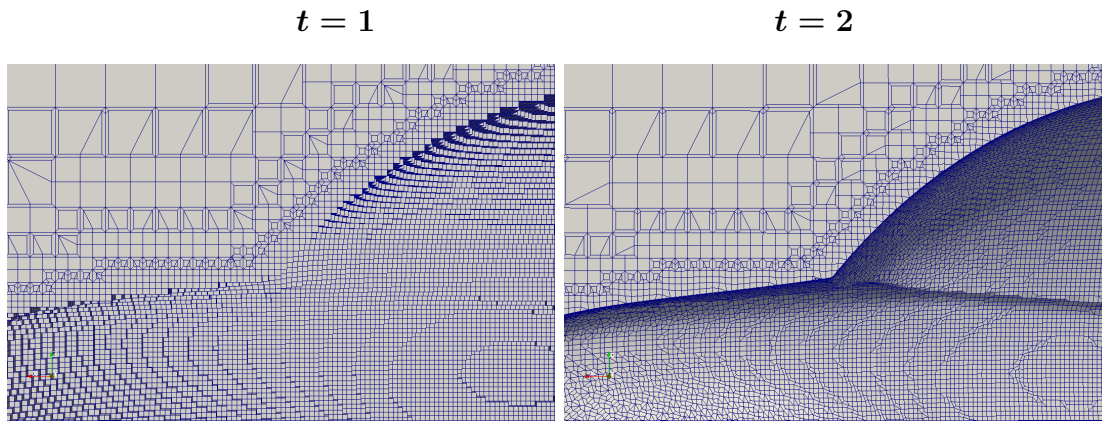 t = 1
t = 2